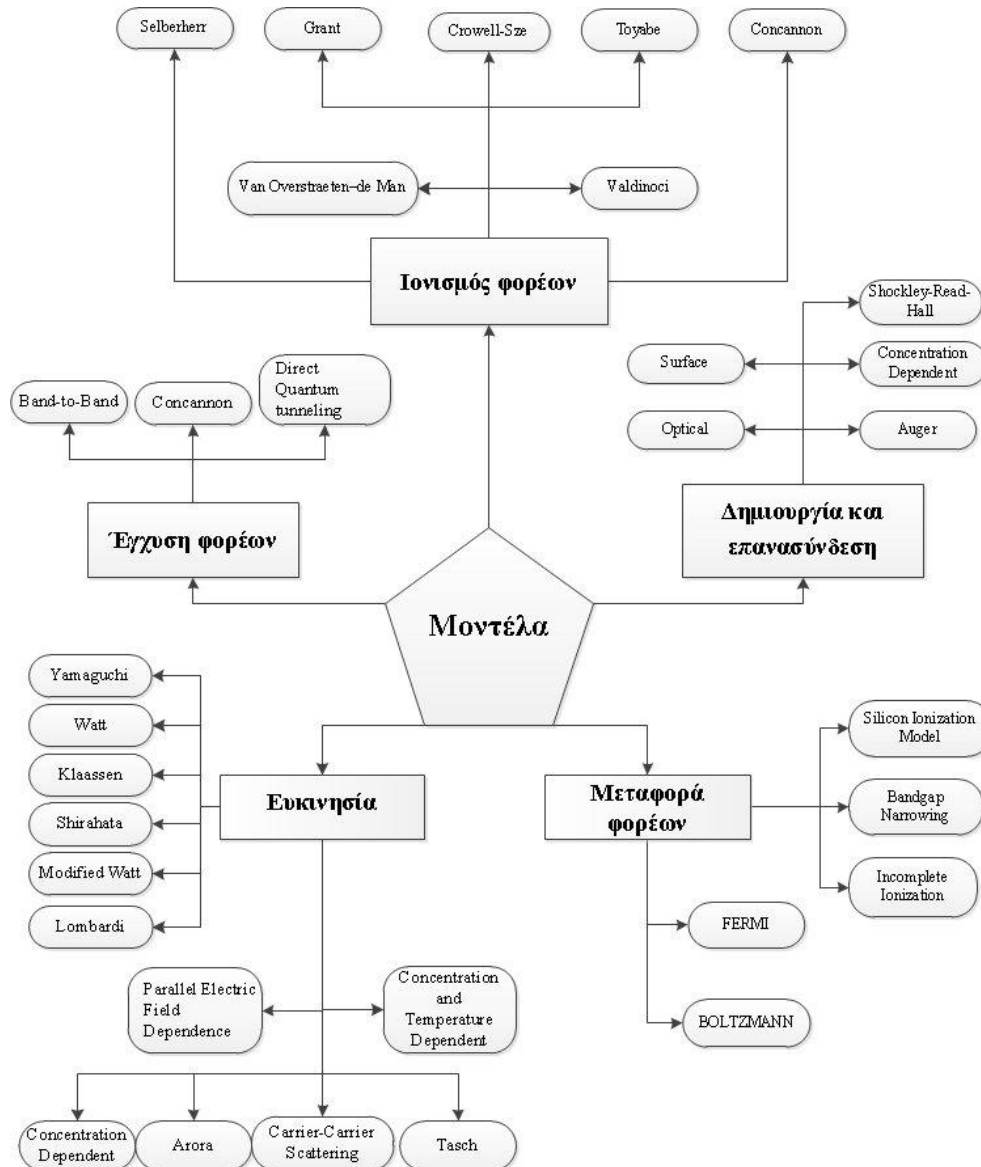 Selberherr
Grant
Crowell-Sze
Toyabe
Concannon
Van Overstraeten–de Man
Valdinoci
Ιονισμός φορέων
Shockley-Read-
Hall
Surface
Concentration
Dependent
Optical
Auger
Δημιουργία και
επανασύνδεση
Band-to-Band
Concannon
Direct
Quantum
tunneling
Έγχυση φορέων
Μοντέλα
Yamaguchi
Watt
Klaassen
Shirahata
Modified Watt
Lombardi
Ευκινησία
Μεταφορά
φορέων
Silicon Ionization
Model
Bandgap
Narrowing
Incomplete
Ionization
FERMI
BOLTZMANN
Parallel Electric
Field
Dependence
Concentration
and
Temperature
Dependent
Concentration
Dependent
Arora
Carrier-Carrier
Scattering
Tasch